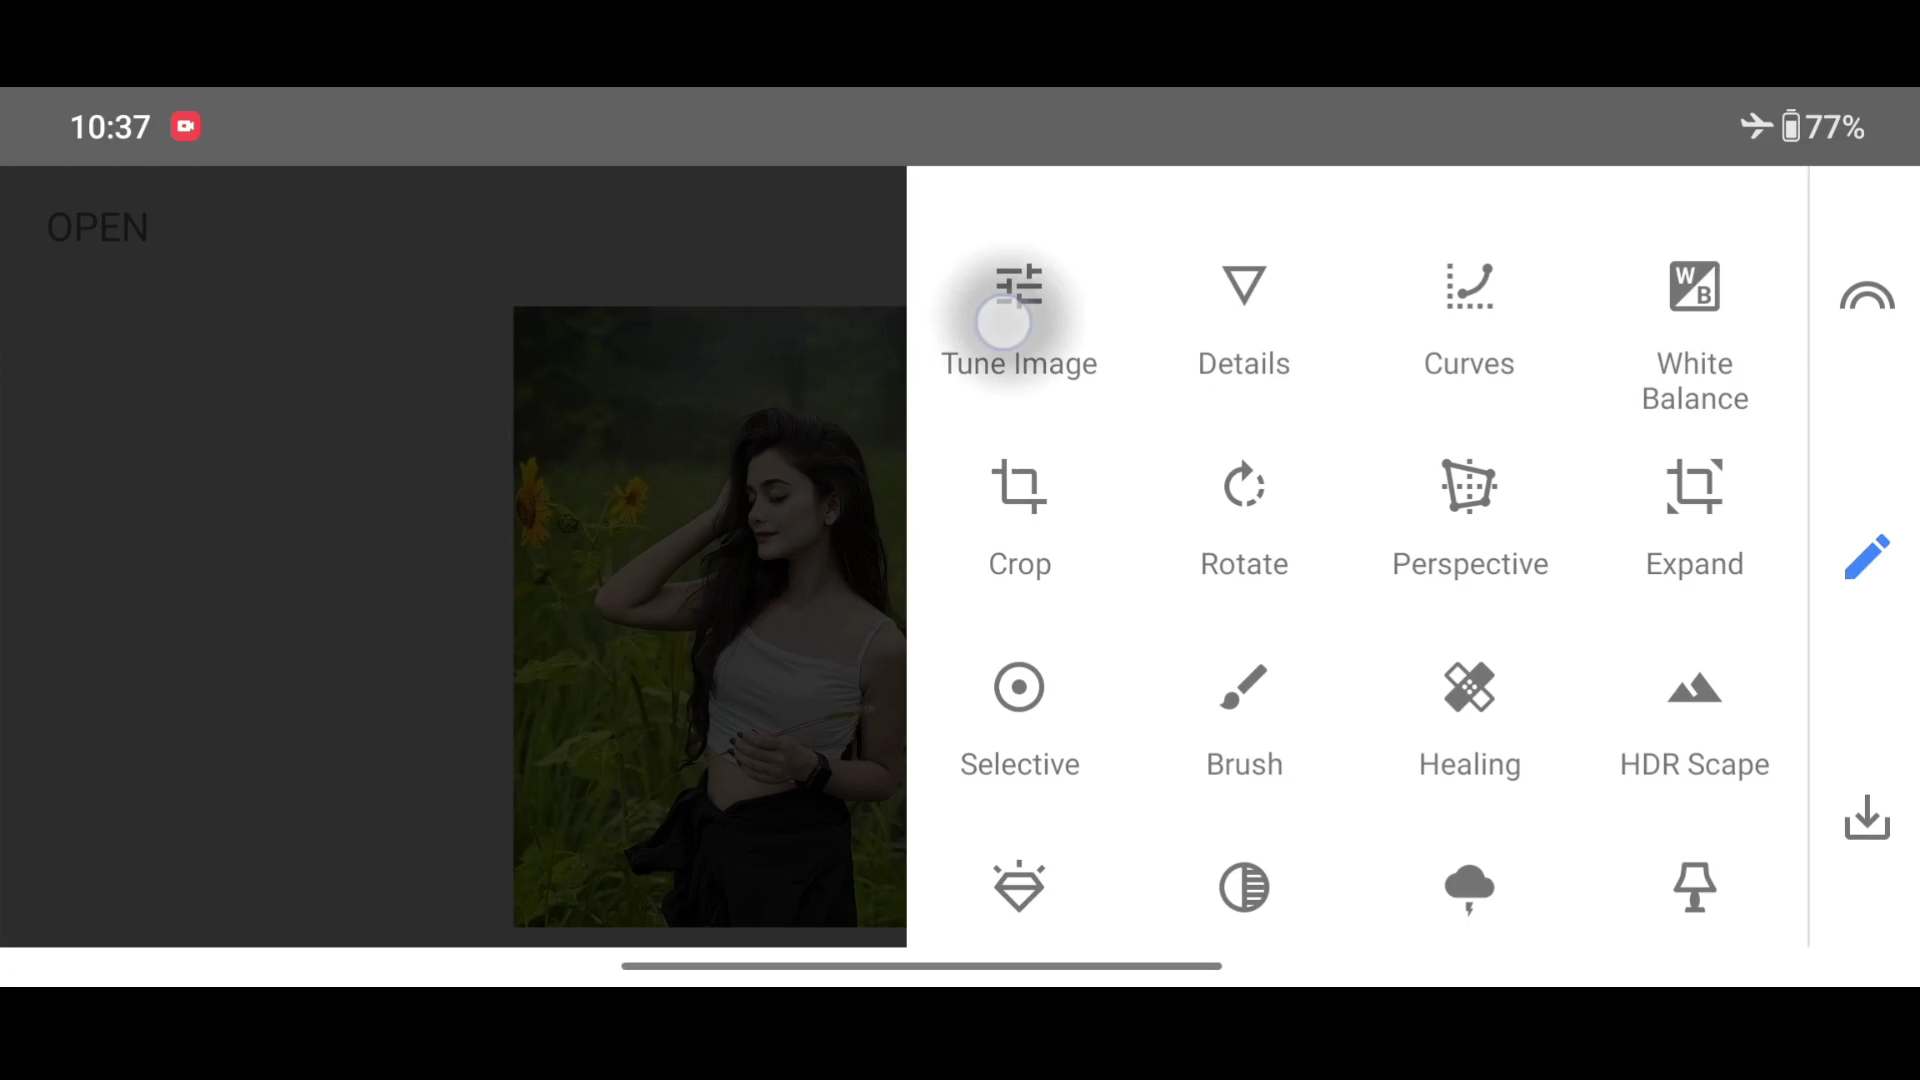 10:37
77%
OPEN
Tune Image
Details
Curves
W
B
White
Balance
Crop
Rotate
Perspective
Expand
Selective
Brush
Healing
HDR Scape